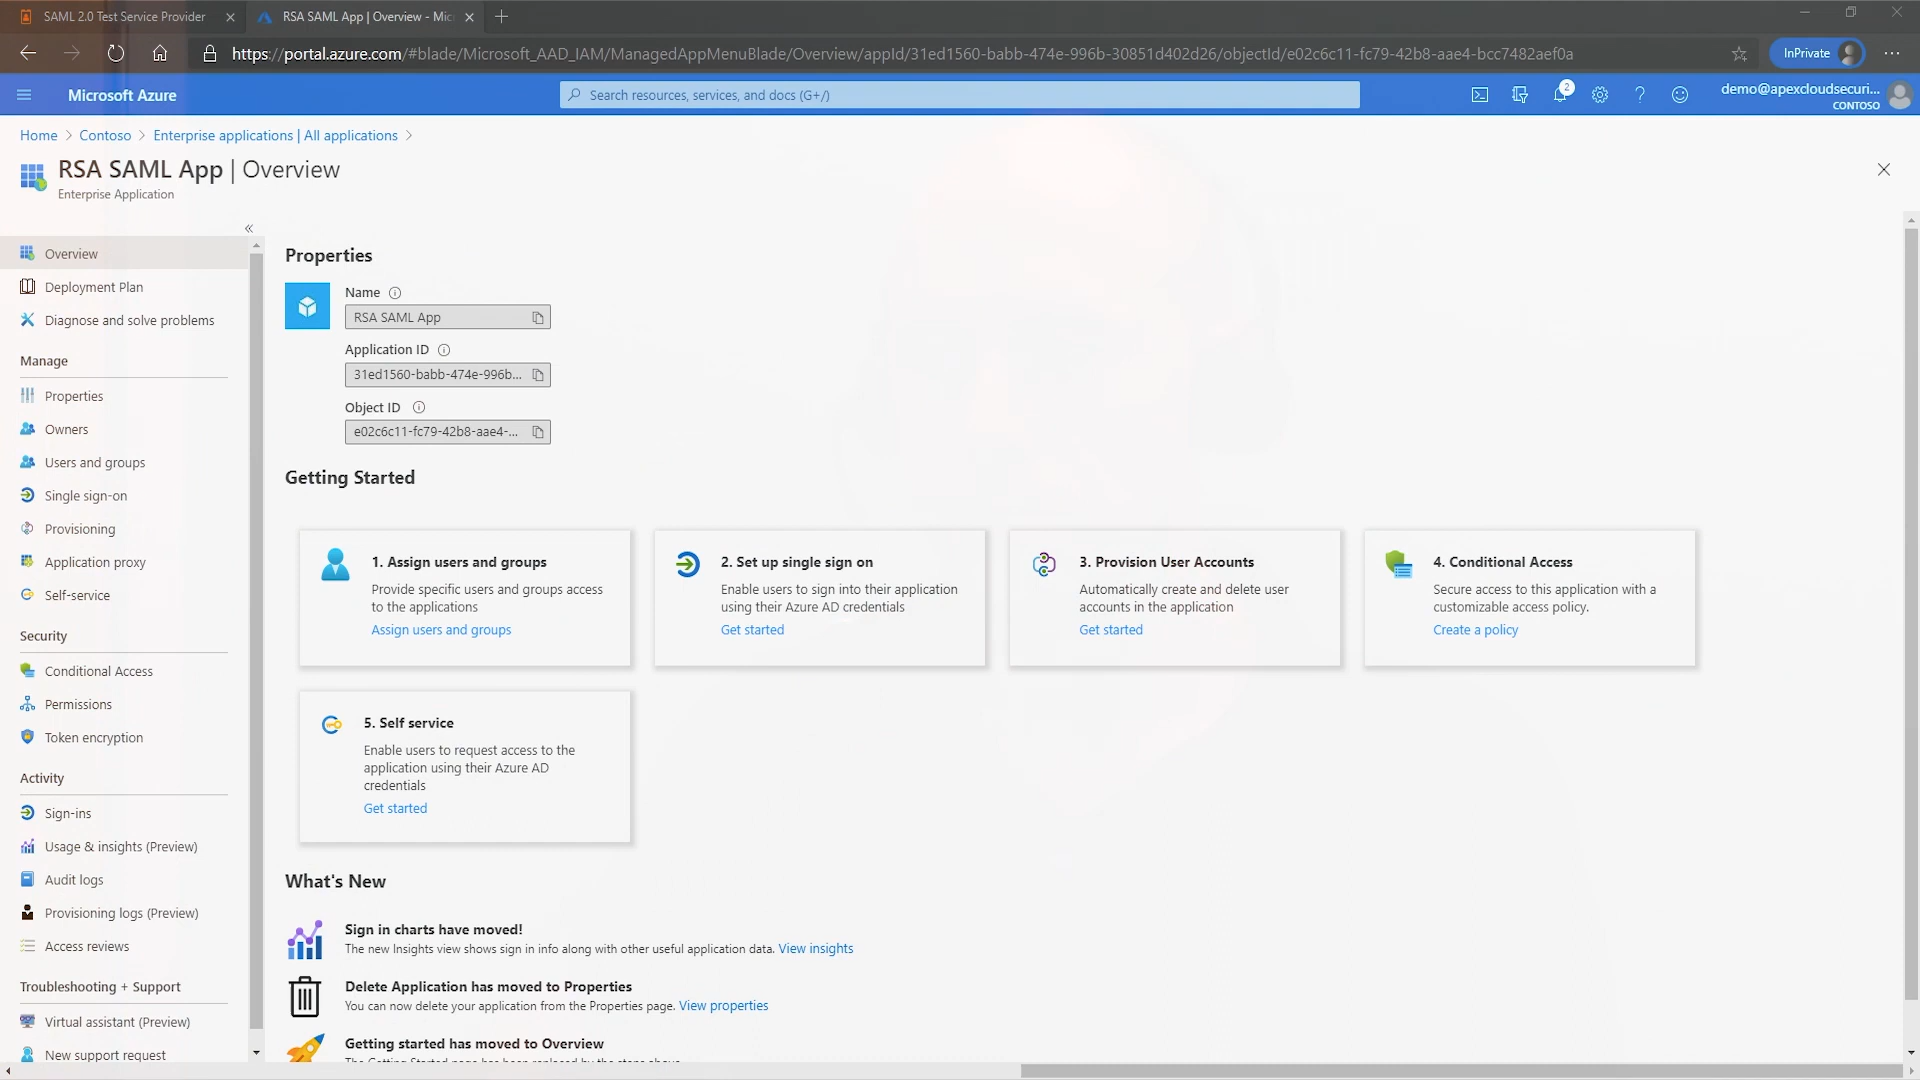 SAML 2.0 Test Service Provider
RSA SAML App | Overview - Mic
https://portal.azure.com/#blade/Microsoft_AAD_IAM/ManagedAppMenuBlade/Overview/appId/31ed1560-babb-474e-996b-30851d402d26/objectId/e02c6c11-fc79-42b8-aae4-bcc7482aef0a
InPrivate
Microsoft Azure
Search resources, services, and docs (G+/)
2
demo@apexcloudsecuri...
CONTOSO
Home > Contoso > Enterprise applications | All applications >
RSA SAML App | Overview
Enterprise Application
«
Overview
Deployment Plan
Diagnose and solve problems
Manage
Properties
Owners
Users and groups
Single sign-on
Provisioning
Application proxy
Self-service
Security
Conditional Access
Permissions
Token encryption
Activity
Sign-ins
Usage & insights (Preview)
Audit logs
Provisioning logs (Preview)
Access reviews
Troubleshooting + Support
Virtual assistant (Preview)
New support request
Properties
Name
RSA SAML App
Application ID
31ed1560-babb-474e-996b...
Object ID
e02c6c11-fc79-42b8-aae4-...
Getting Started
1. Assign users and groups
Provide specific users and groups access
to the applications
Assign users and groups
2. Set up single sign on
Enable users to sign into their application
using their Azure AD credentials
Get started
3. Provision User Accounts
Automatically create and delete user
accounts in the application
Get started
4. Conditional Access
Secure access to this application with a
customizable access policy.
Create a policy
5. Self service
Enable users to request access to the
application using their Azure AD
credentials
Get started
What's New
Sign in charts have moved!
The new Insights view shows sign in info along with other useful application data. View insights
Delete Application has moved to Properties
You can now delete your application from the Properties page. View properties
Getting started has moved to Overview
The Getting Started page has been replaced by the steps above